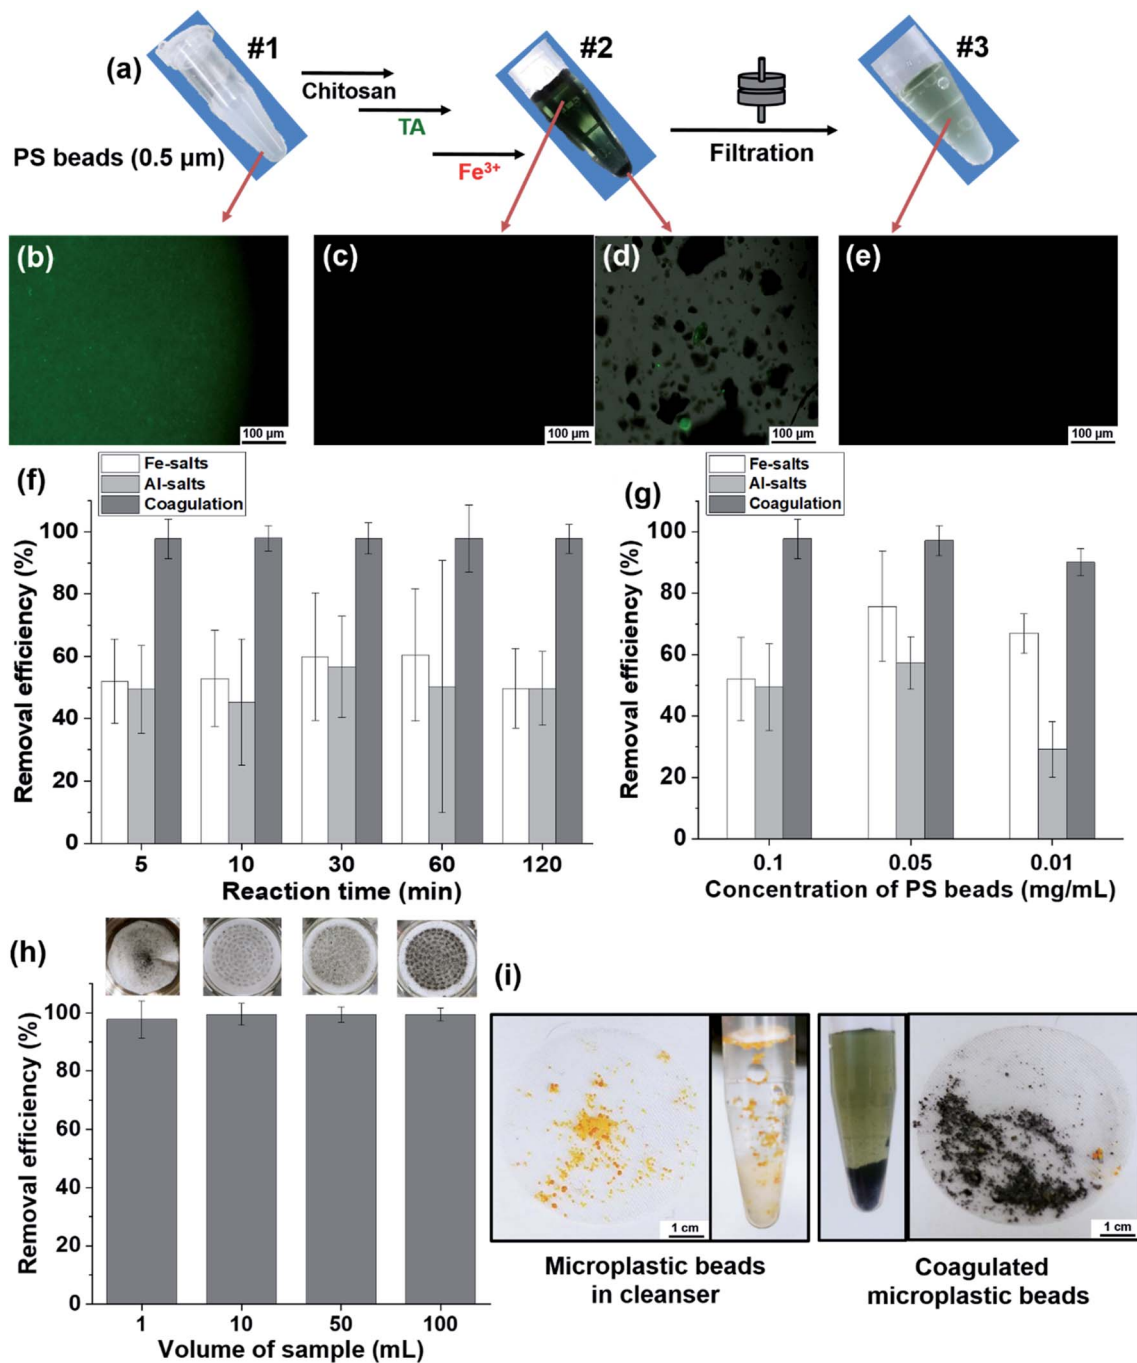 (a)
#1
Chitosan
TA
Fe³⁺
PS beads (0.5 µm)
#2
Filtration
#3
(b)
100 µm
(c)
100 µm
(d)
100 µm
(e)
100 µm
(f)
Fe-salts
Al-salts
Coagulation
Removal efficiency (%)
100
80
60
40
20
0
5 10 30 60 120
Reaction time (min)
(g)
Fe-salts
Al-salts
Coagulation
Removal efficiency (%)
100
80
60
40
20
0
0.1 0.05 0.01
Concentration of PS beads (mg/mL)
(h)
Removal efficiency (%)
100
80
60
40
20
0
1 10 50 100
Volume of sample (mL)
(i)
1 cm
1 cm
Microplastic beads
in cleanser
Coagulated
microplastic beads